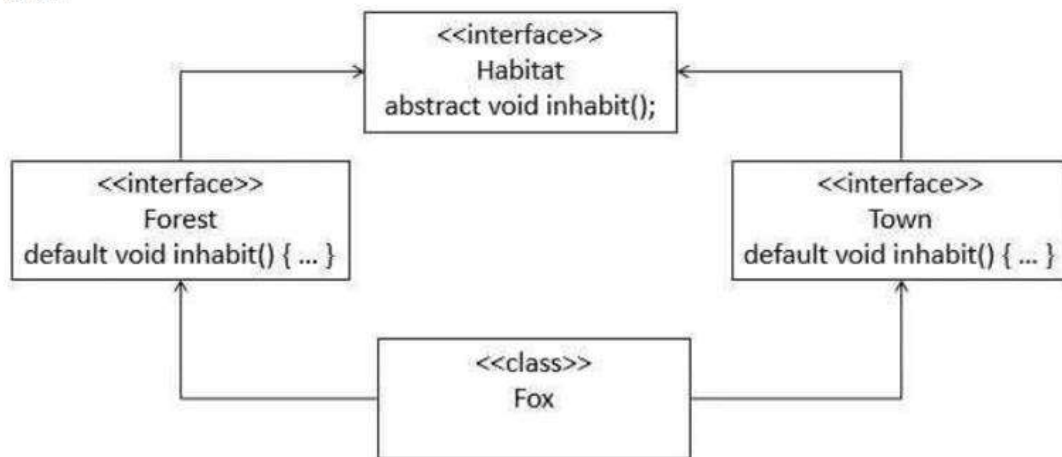 <<interface>>
Habitat
abstract void inhabit();
<<interface>>
Forest
default void inhabit() { ... }
<<interface>>
Town
default void inhabit() { ... }
<<class>>
Fox